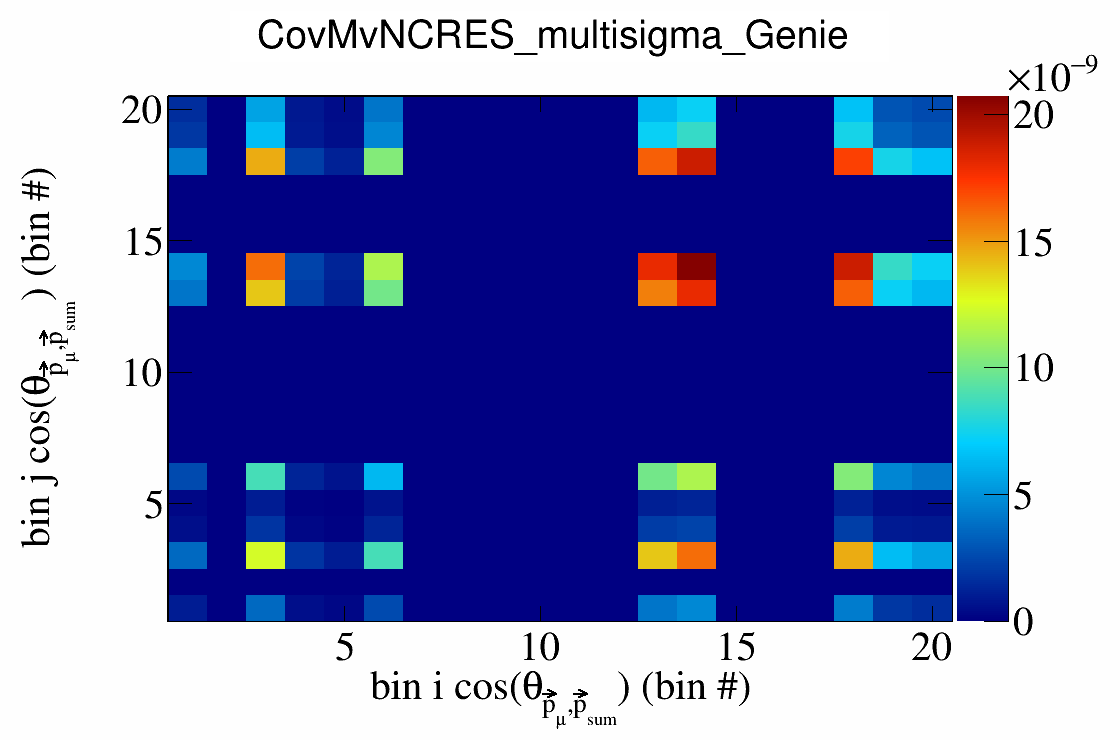 CovMvNCRES_multisigma_Genie
×10⁻⁹
20
15
10
5
bin j cos(θ p⃗μ,p⃗sum ) (bin #)
20
15
10
5
0
5 10 15 20
bin i cos(θ p⃗μ,p⃗sum ) (bin #)